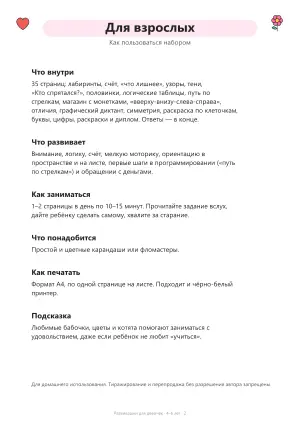 Для взрослых
Как пользоваться набором
Что внутри
35 страниц: лабиринты, счёт, «что лишнее», узоры, тени,
«Кто спрятался?», половинки, логические таблицы, путь по
стрелкам, магазин с монетками, «вверху-внизу-слева-справа»,
отличия, графический диктант, симметрия, раскраска по клеточкам,
буквы, цифры, раскраски и диплом. Ответы — в конце.
Что развивает
Внимание, логику, счёт, мелкую моторику, ориентацию в
пространстве и на листе, первые шаги в программировании («путь
по стрелкам») и обращении с деньгами.
Как заниматься
1–2 страницы в день по 10–15 минут. Прочитайте задание вслух,
дайте ребёнку сделать самому, хвалите за старание.
Что понадобится
Простой и цветные карандаши или фломастеры.
Как печатать
Формат А4, по одной странице на листе. Подходит и чёрно-белый
принтер.
Подсказка
Любимые бабочки, цветы и котята помогают заниматься с
удовольствием, даже если ребёнок не любит «учиться».
Для домашнего использования. Тиражирование и перепродажа без разрешения автора запрещены.